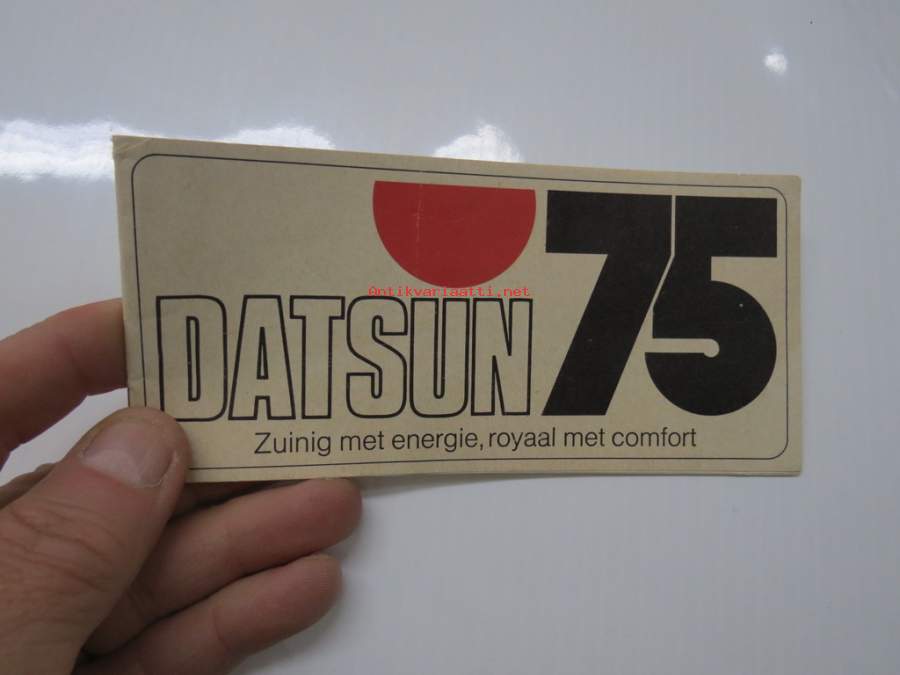 Antikvariaatti.net
DATSUN 75
Zuinig met energie, royaal met comfort